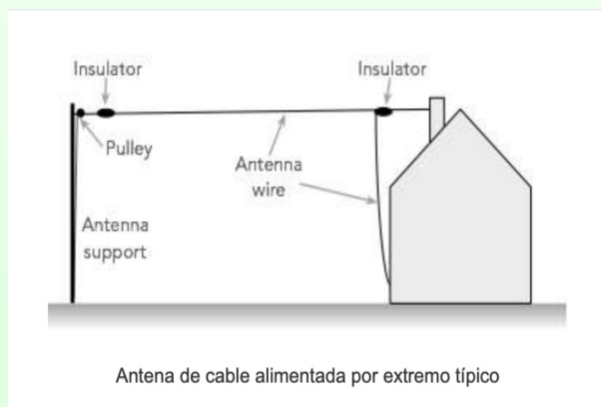 Insulator
Insulator
Pulley
Antenna
wire
Antenna
support
Antena de cable alimentada por extremo típico